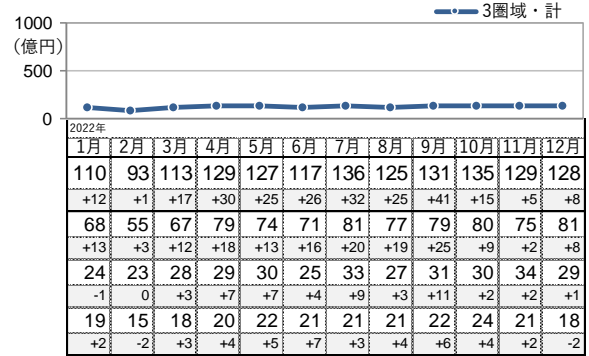 3圏域・計
1000
（億円）
500
0
2022年
1月 2月 3月 4月 5月 6月 7月 8月 9月 10月 11月 12月
110 93 113 129 127 117 136 125 131 135 129 128
+12 +1 +17 +30 +25 +26 +32 +25 +41 +15 +5 +8
68 55 67 79 74 71 81 77 79 80 75 81
+13 +3 +12 +18 +13 +16 +20 +19 +25 +9 +2 +8
24 23 28 29 30 25 33 27 31 30 34 29
-1 0 +3 +7 +7 +4 +9 +3 +11 +2 +2 +1
19 15 18 20 22 21 21 21 22 24 21 18
+2 -2 +3 +4 +5 +7 +3 +4 +6 +4 +2 -2